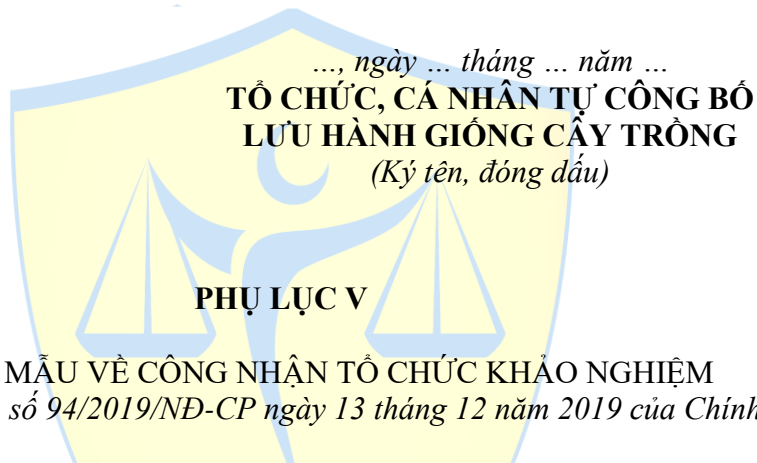 …, ngày … tháng … năm …
TỔ CHỨC, CÁ NHÂN TỰ CÔNG BỐ
LƯU HÀNH GIỐNG CÂY TRỒNG
(Ký tên, đóng dấu)
PHỤ LỤC V
MẪU VỀ CÔNG NHẬN TỔ CHỨC KHẢO NGHIỆM
số 94/2019/NĐ-CP ngày 13 tháng 12 năm 2019 của Chính